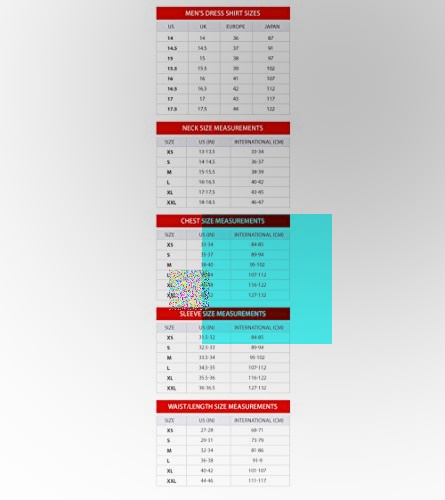 MEN'S DRESS SHIRT SIZES
US UK EUROPE JAPAN
14 14 36 87
14.5 14.5 37 91
15 15 38 97
15.5 15.5 39 102
16 16 41 107
16.5 16.5 42 112
17 17 43 117
17.5 17.5 44 122
NECK SIZE MEASUREMENTS
SIZE US (IN) INTERNATIONAL (CM)
XS 13-13.5 33-34
S 14-14.5 36-37
M 15-15.5 38-39
L 16-16.5 40-42
XL 17-17.5 43-45
XXL 18-18.5 46-47
CHEST SIZE MEASUREMENTS
SIZE US (IN) INTERNATIONAL (CM)
XS 33-34 84-85
S 35-37 89-94
M 38-40 95-102
107-112
116-122
127-132
SLEEVE SIZE MEASUREMENTS
SIZE US (IN) INTERNATIONAL (CM)
XS 31.5-32 84-85
S 32.5-33 89-94
M 33.5-34 95-102
L 34.5-35 107-112
XL 35.5-36 116-122
XXL 36-36.5 127-132
WAIST/LENGTH SIZE MEASUREMENTS
SIZE US (IN) INTERNATIONAL (CM)
XS 27-28 68-71
S 29-31 73-79
M 32-34 81-86
L 36-38 91-9
XL 40-42 101-107
XXL 44-46 111-117